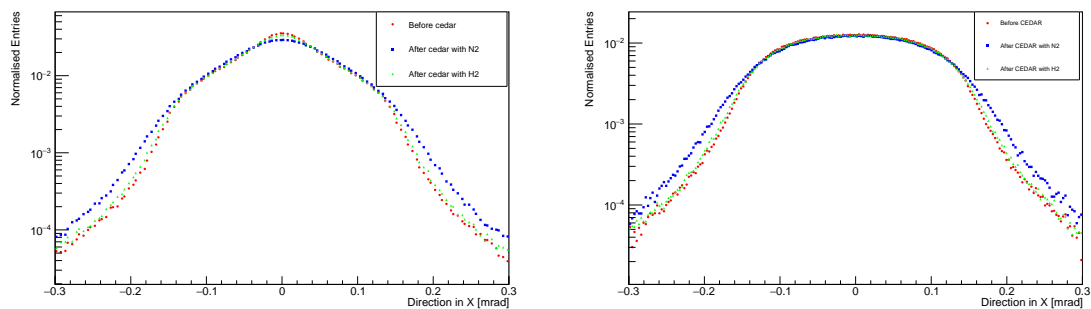 Normalised Entries
10⁻²
10⁻³
10⁻⁴
Before cedar
After cedar with N2
After cedar with H2
−0.3 −0.2 −0.1 0 0.1 0.2 0.3
Direction in X [mrad]
Normalised Entries
10⁻²
10⁻³
10⁻⁴
Before CEDAR
After CEDAR with N2
After CEDAR with H2
−0.3 −0.2 −0.1 0 0.1 0.2 0.3
Direction in X [mrad]